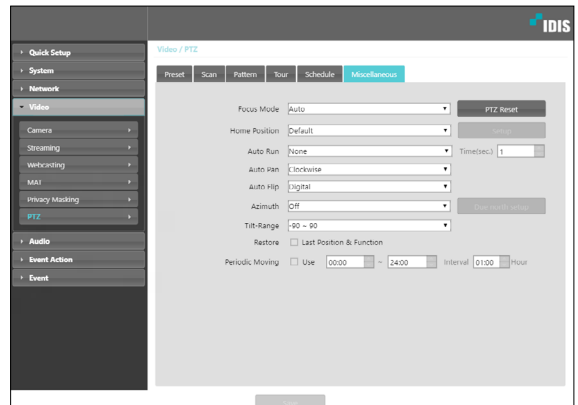 IDIS
Quick Setup
System
Network
Video
Camera
Streaming
Webcasting
MAT
Privacy Masking
PTZ
Audio
Event Action
Event
Video / PTZ
Preset Scan Pattern Tour Schedule Miscellaneous
Focus Mode Auto PTZ Reset
Home Position Default Setup
Auto Run None Time(sec.) 1
Auto Pan Clockwise
Auto Flip Digital
Azimuth Off
Tilt-Range -90 ~ 90
Restore Last Position & Function
Periodic Moving Use 00:00 ~ 24:00 Interval 01:00 Hour